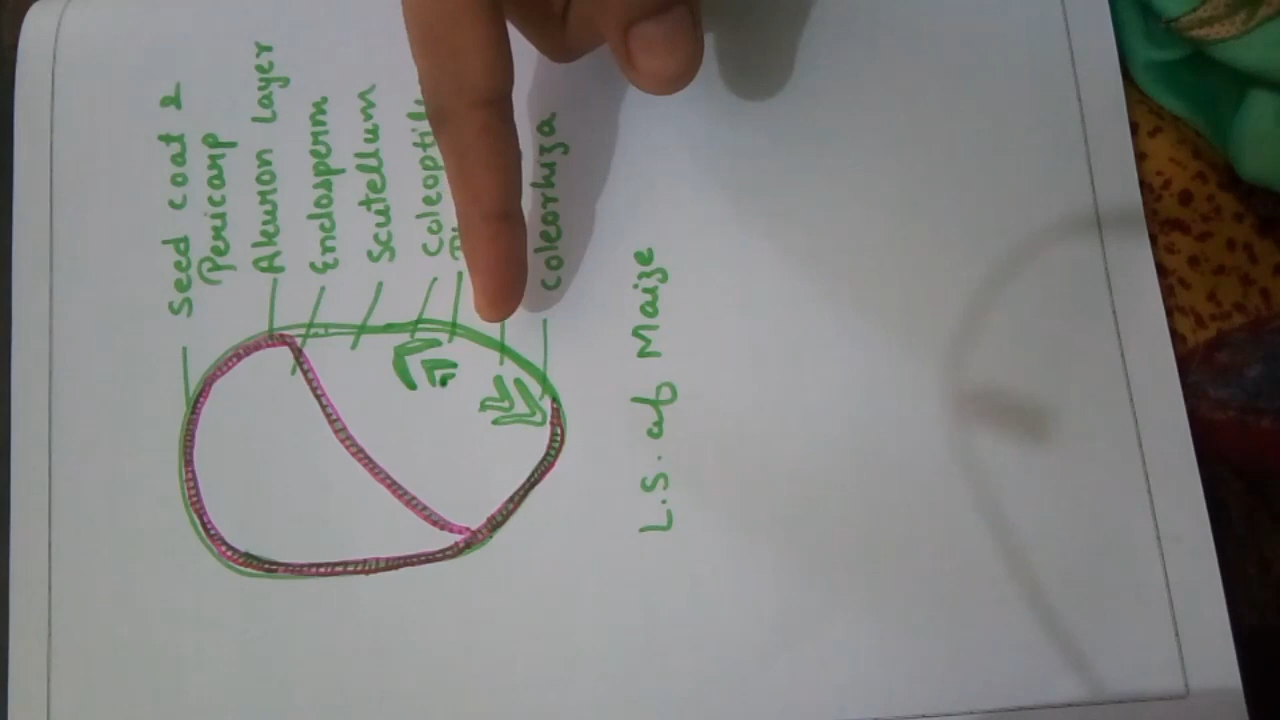 Seed coat &
Pericarp
Aleuron Layer
Endosperm
Scutellum
Coleorhiza
L.S. of Maize